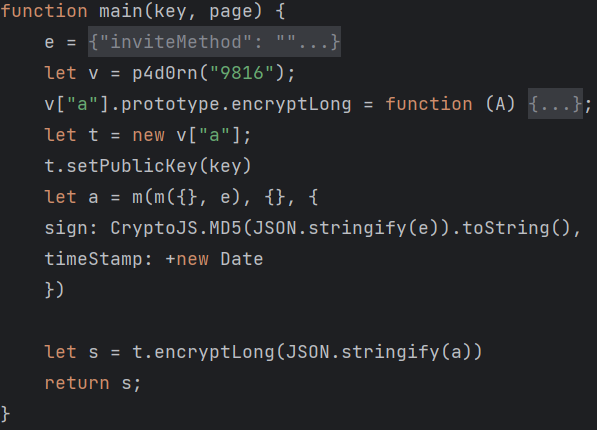 function main(key, page) {
    e = {"inviteMethod": ""...}
    let v = p4d0rn("9816");
    v["a"].prototype.encryptLong = function (A) {...};
    let t = new v["a"];
    t.setPublicKey(key)
    let a = m(m({}, e), {}, {
    sign: CryptoJS.MD5(JSON.stringify(e)).toString(),
    timeStamp: +new Date
    })
    let s = t.encryptLong(JSON.stringify(a))
    return s;
}